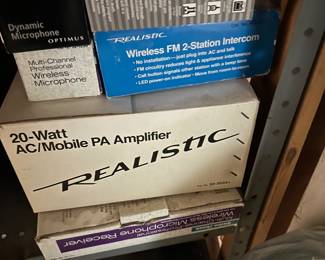 Dynamic
Microphone
OPTIMUS
Multi-Channel
Professional
Wireless
Microphone
REALISTIC
Wireless FM 2-Station Intercom
• No installation—just plug into AC and talk
• FM circuitry reduces light & appliance interference
• Call button signals other station with a beep tone
• LED power-on indicator • Move from room-to-room
20-Watt
AC/Mobile PA Amplifier
REALISTIC
Wireless Microphone Receiver